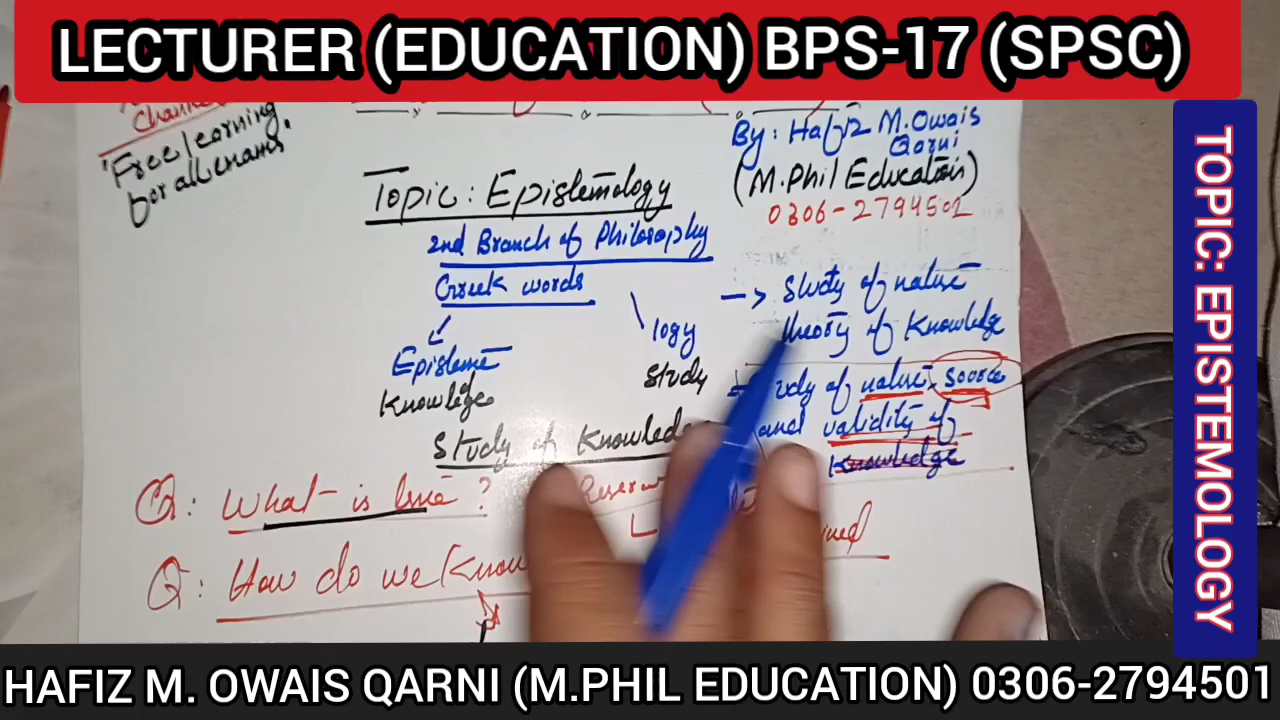 LECTURER (EDUCATION) BPS-17 (SPSC)
"Free learning
for all exams
By: Hafiz M. Owais
Qarni
(M.Phil Education)
0306-2794501
Topic: Epistemology
2nd Branch of Philosophy
Greek words
Episteme
Knowledge
logy
Study
Study of Knowledge
-> Study of nature
theory of Knowledge
Study of nature, source
and validity of
Knowledge
Q: What is true?
Q: How do we Know
TOPIC: EPISTEMOLOGY
HAFIZ M. OWAIS QARNI (M.PHIL EDUCATION) 0306-2794501